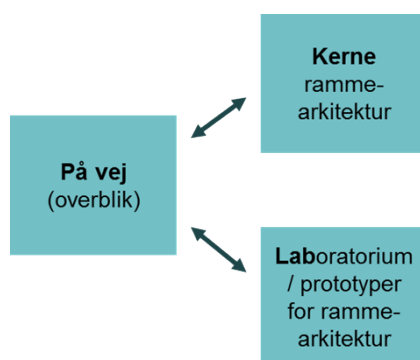 Kerne
ramme-
arkitektur
På vej
(overblik)
Laboratorium
/ prototyper
for ramme-
arkitektur